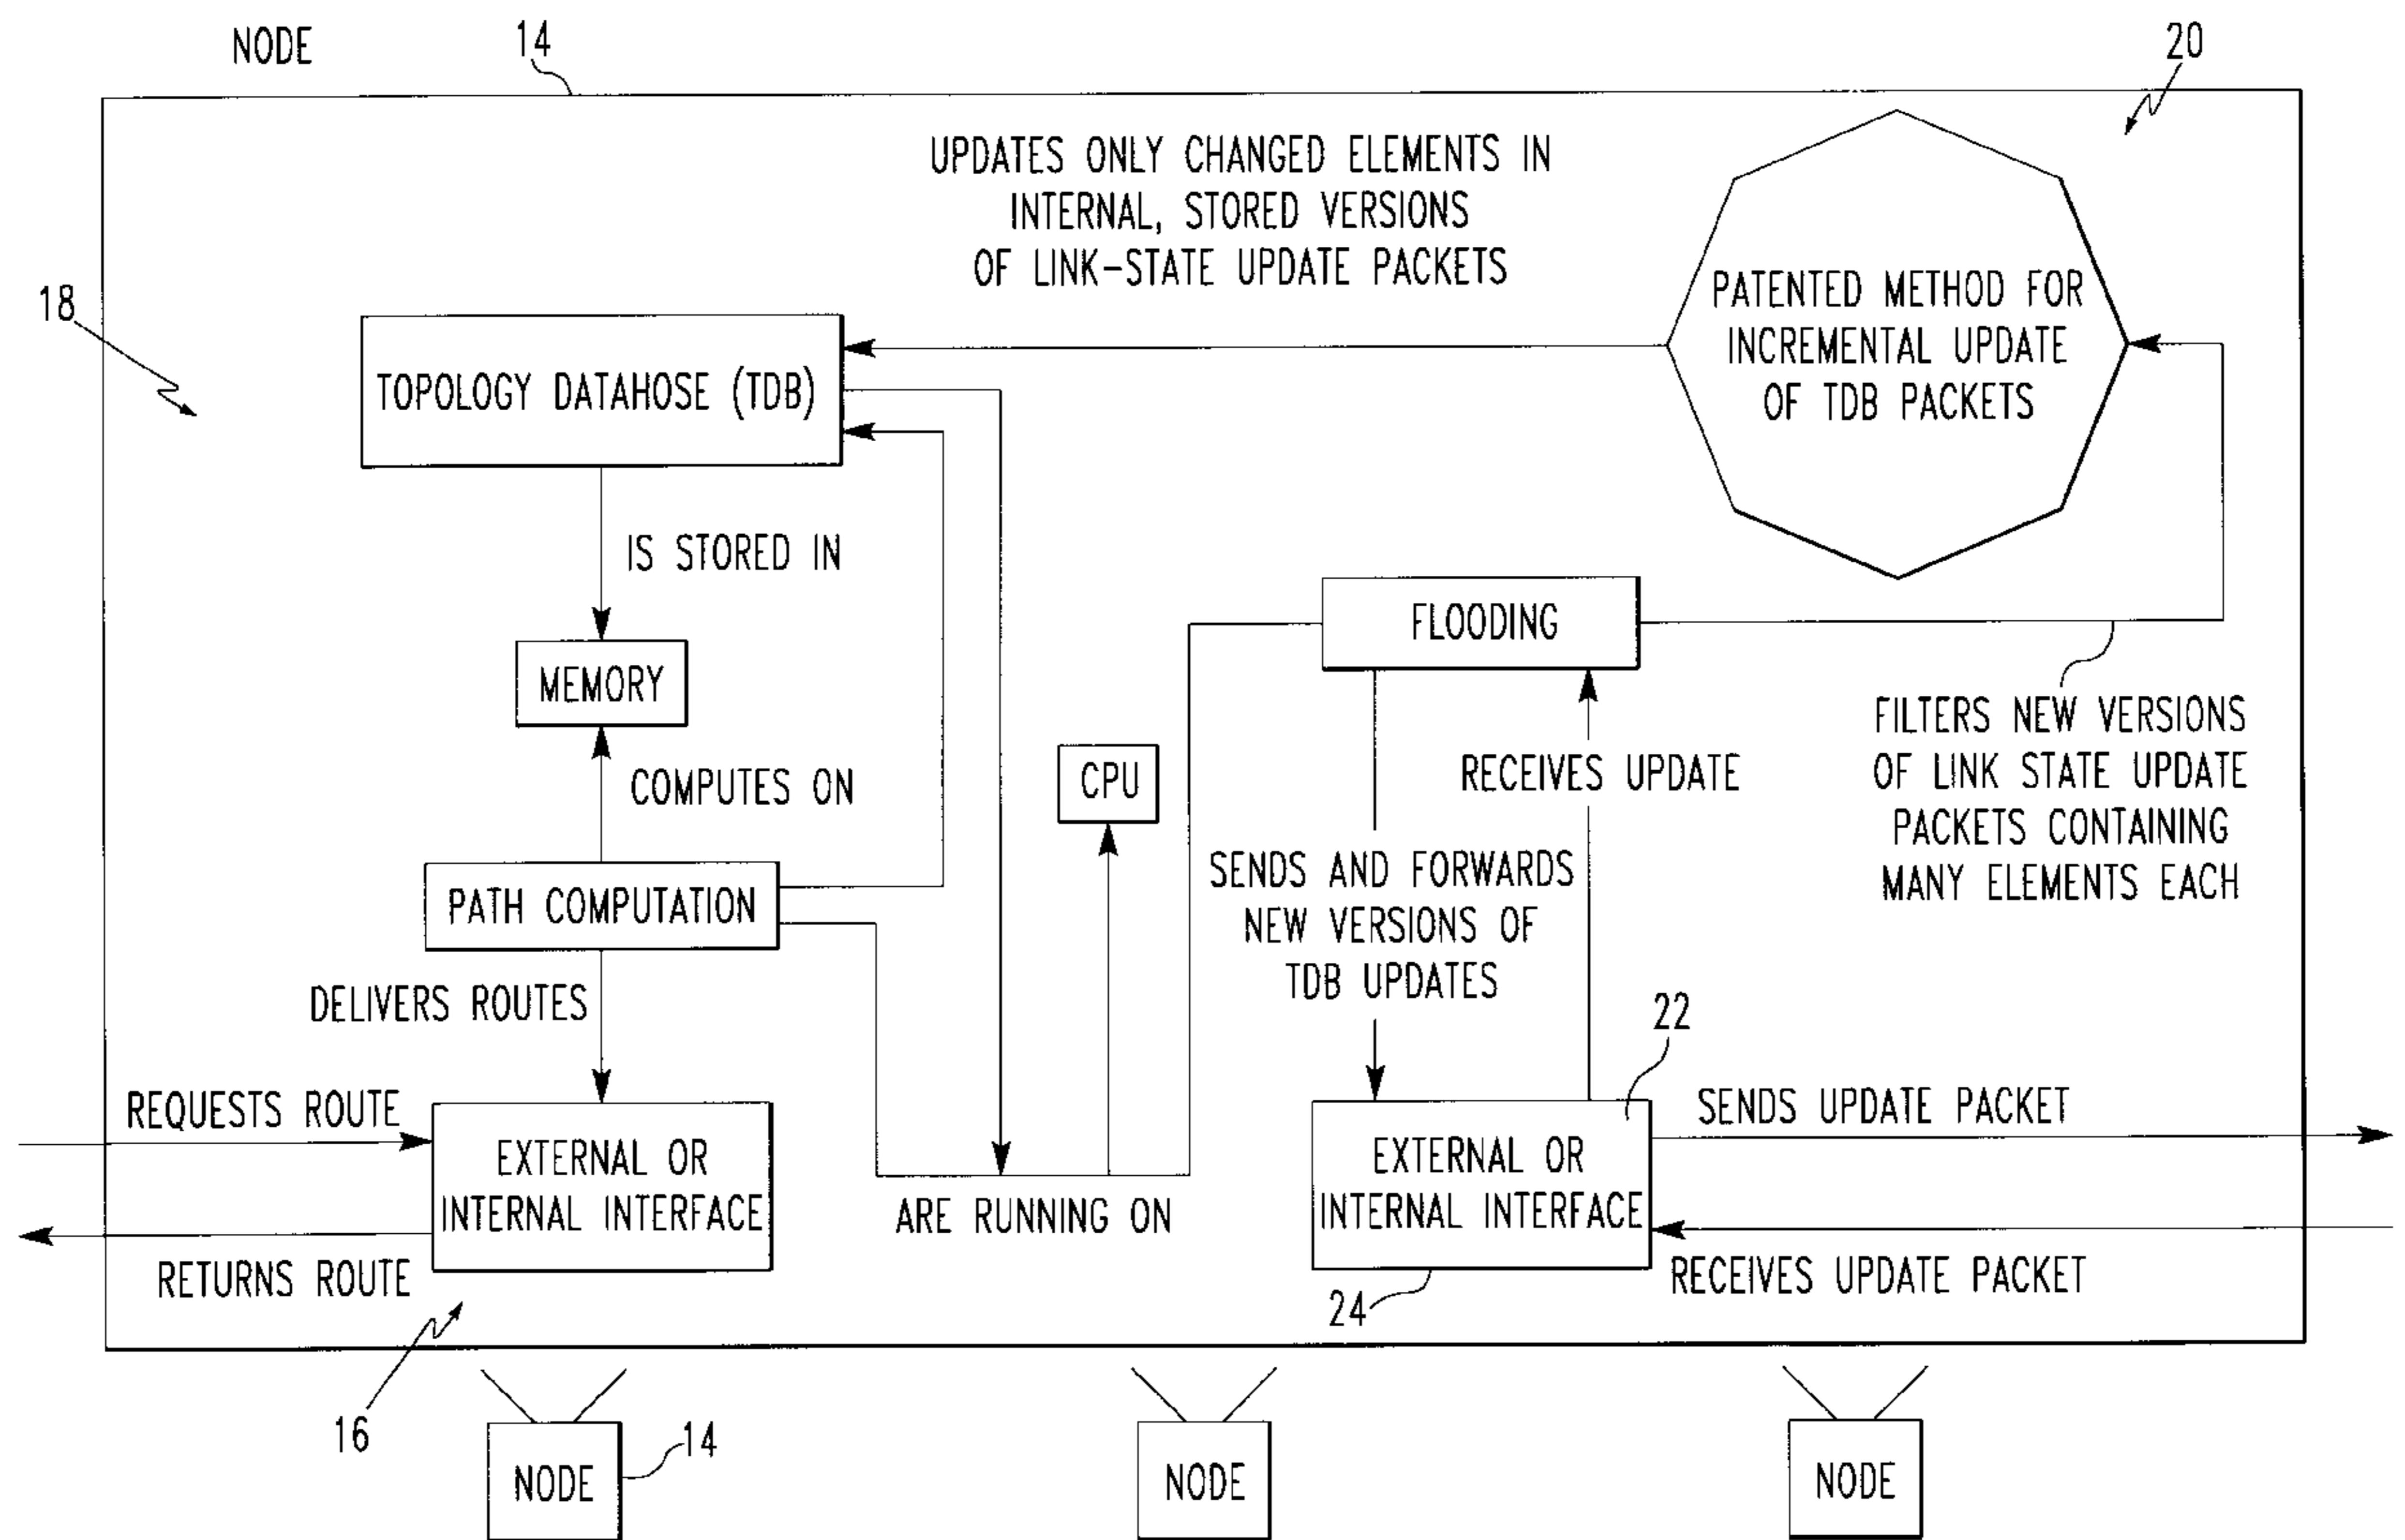 NODE
14
20
UPDATES ONLY CHANGED ELEMENTS IN
INTERNAL, STORED VERSIONS
OF LINK-STATE UPDATE PACKETS
PATENTED METHOD FOR
INCREMENTAL UPDATE
OF TDB PACKETS
18
TOPOLOGY DATAHOSE (TDB)
IS STORED IN
MEMORY
COMPUTES ON
PATH COMPUTATION
DELIVERS ROUTES
CPU
FLOODING
RECEIVES UPDATE
SENDS AND FORWARDS
NEW VERSIONS OF
TDB UPDATES
FILTERS NEW VERSIONS
OF LINK STATE UPDATE
PACKETS CONTAINING
MANY ELEMENTS EACH
REQUESTS ROUTE
EXTERNAL OR
INTERNAL INTERFACE
RETURNS ROUTE
ARE RUNNING ON
22
EXTERNAL OR
INTERNAL INTERFACE
24
SENDS UPDATE PACKET
RECEIVES UPDATE PACKET
16
NODE
14
NODE
NODE